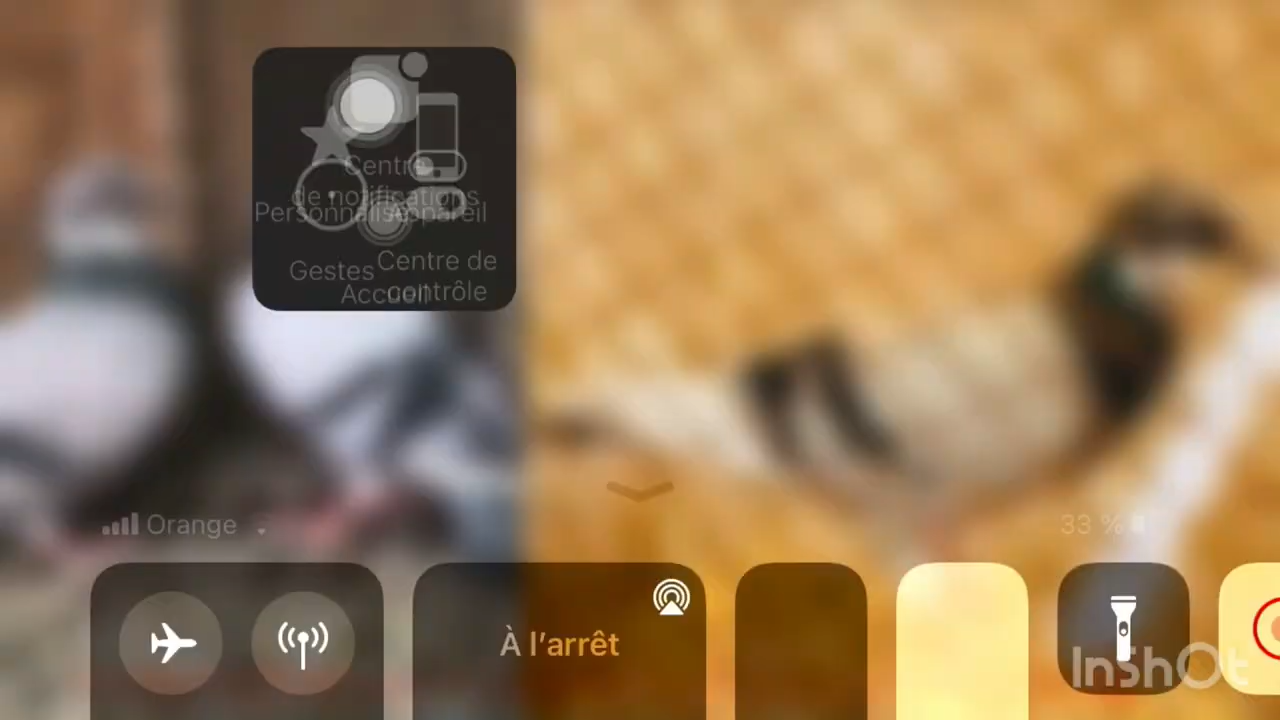 Centre
de notifications
Personnaliser
Appareil
Gestes
Centre de
contrôle
Accueil
Orange
33 %
À l’arrêt
InShOt